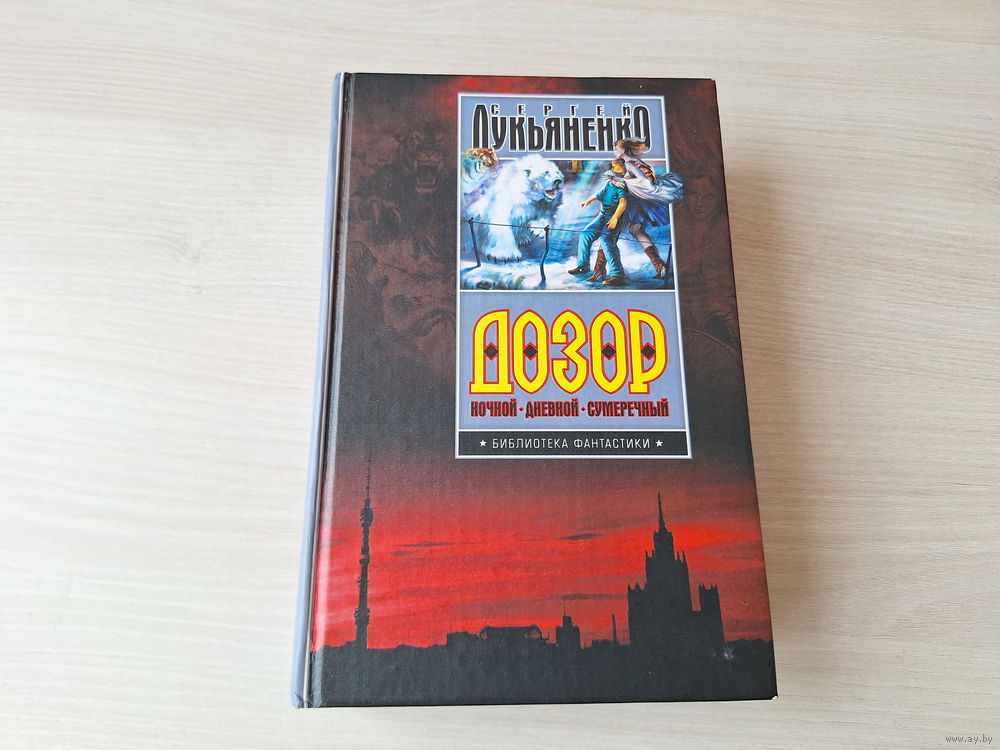 СЕРГЕЙ
ЛУКЬЯНЕНКО
ДОЗОР
НОЧНОЙ • ДНЕВНОЙ • СУМЕРЕЧНЫЙ
★ БИБЛИОТЕКА ФАНТАСТИКИ ★
www.ay.by